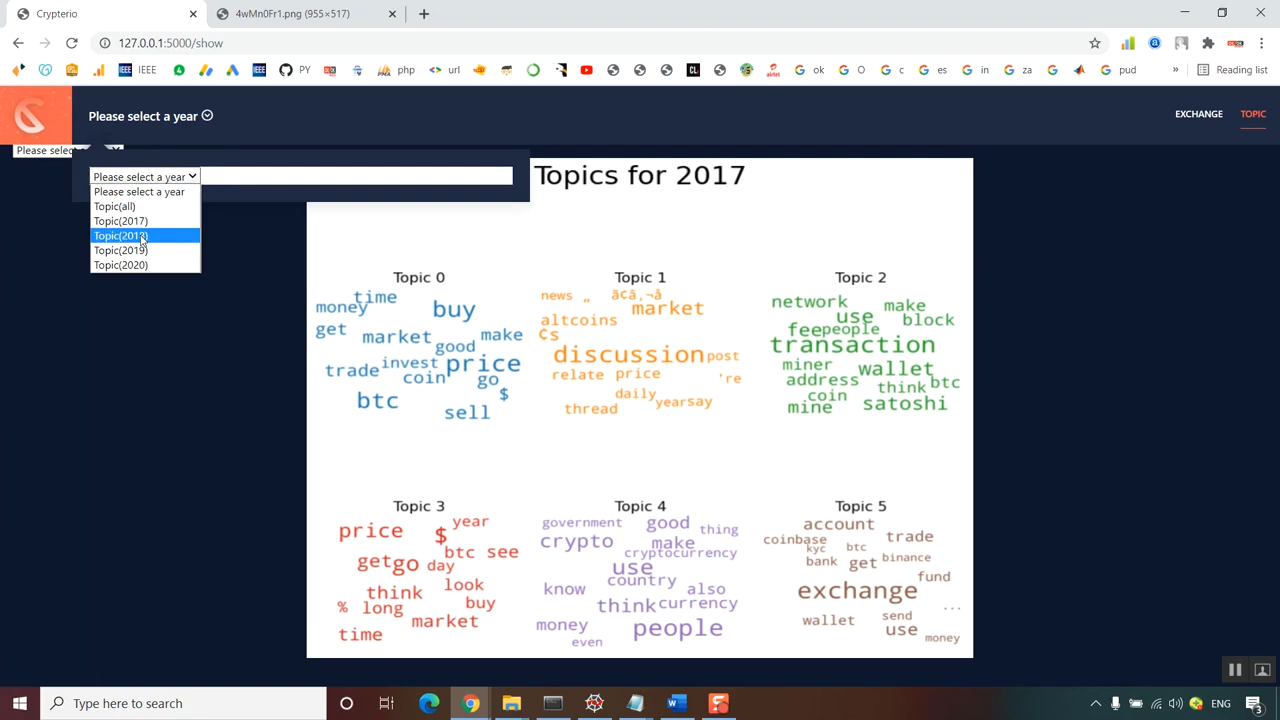 Crypterio
4wMn0Fr1.png (955×517)
127.0.0.1:5000/show
IEEE
PY
php
url
ok
O
c
es
in
za
pud
»
Reading list
Please select a year
EXCHANGE
TOPIC
Please selec
Please select a year
Please select a year
Topic(all)
Topic(2017)
Topic(2018)
Topic(2019)
Topic(2020)
Topics for 2017
Topic 0
time
money
buy
get
market
make
good
trade
invest
price
coin
go
$
btc
sell
Topic 1
news
„
ã¢â‚¬å
market
altcoins
¢s
discussion
post
relate
price
're
daily
year
say
thread
Topic 2
network
make
use
block
fee
people
transaction
miner
wallet
address
think
btc
coin
mine
satoshi
Topic 3
price
$
year
btc
see
get
go
day
think
look
%
long
buy
market
time
Topic 4
government
good
thing
crypto
make
cryptocurrency
use
country
know
also
think
currency
money
people
even
Topic 5
account
coinbase
trade
kyc
btc
bank
get
binance
fund
exchange
...
wallet
send
use
money
Type here to search
ENG
3